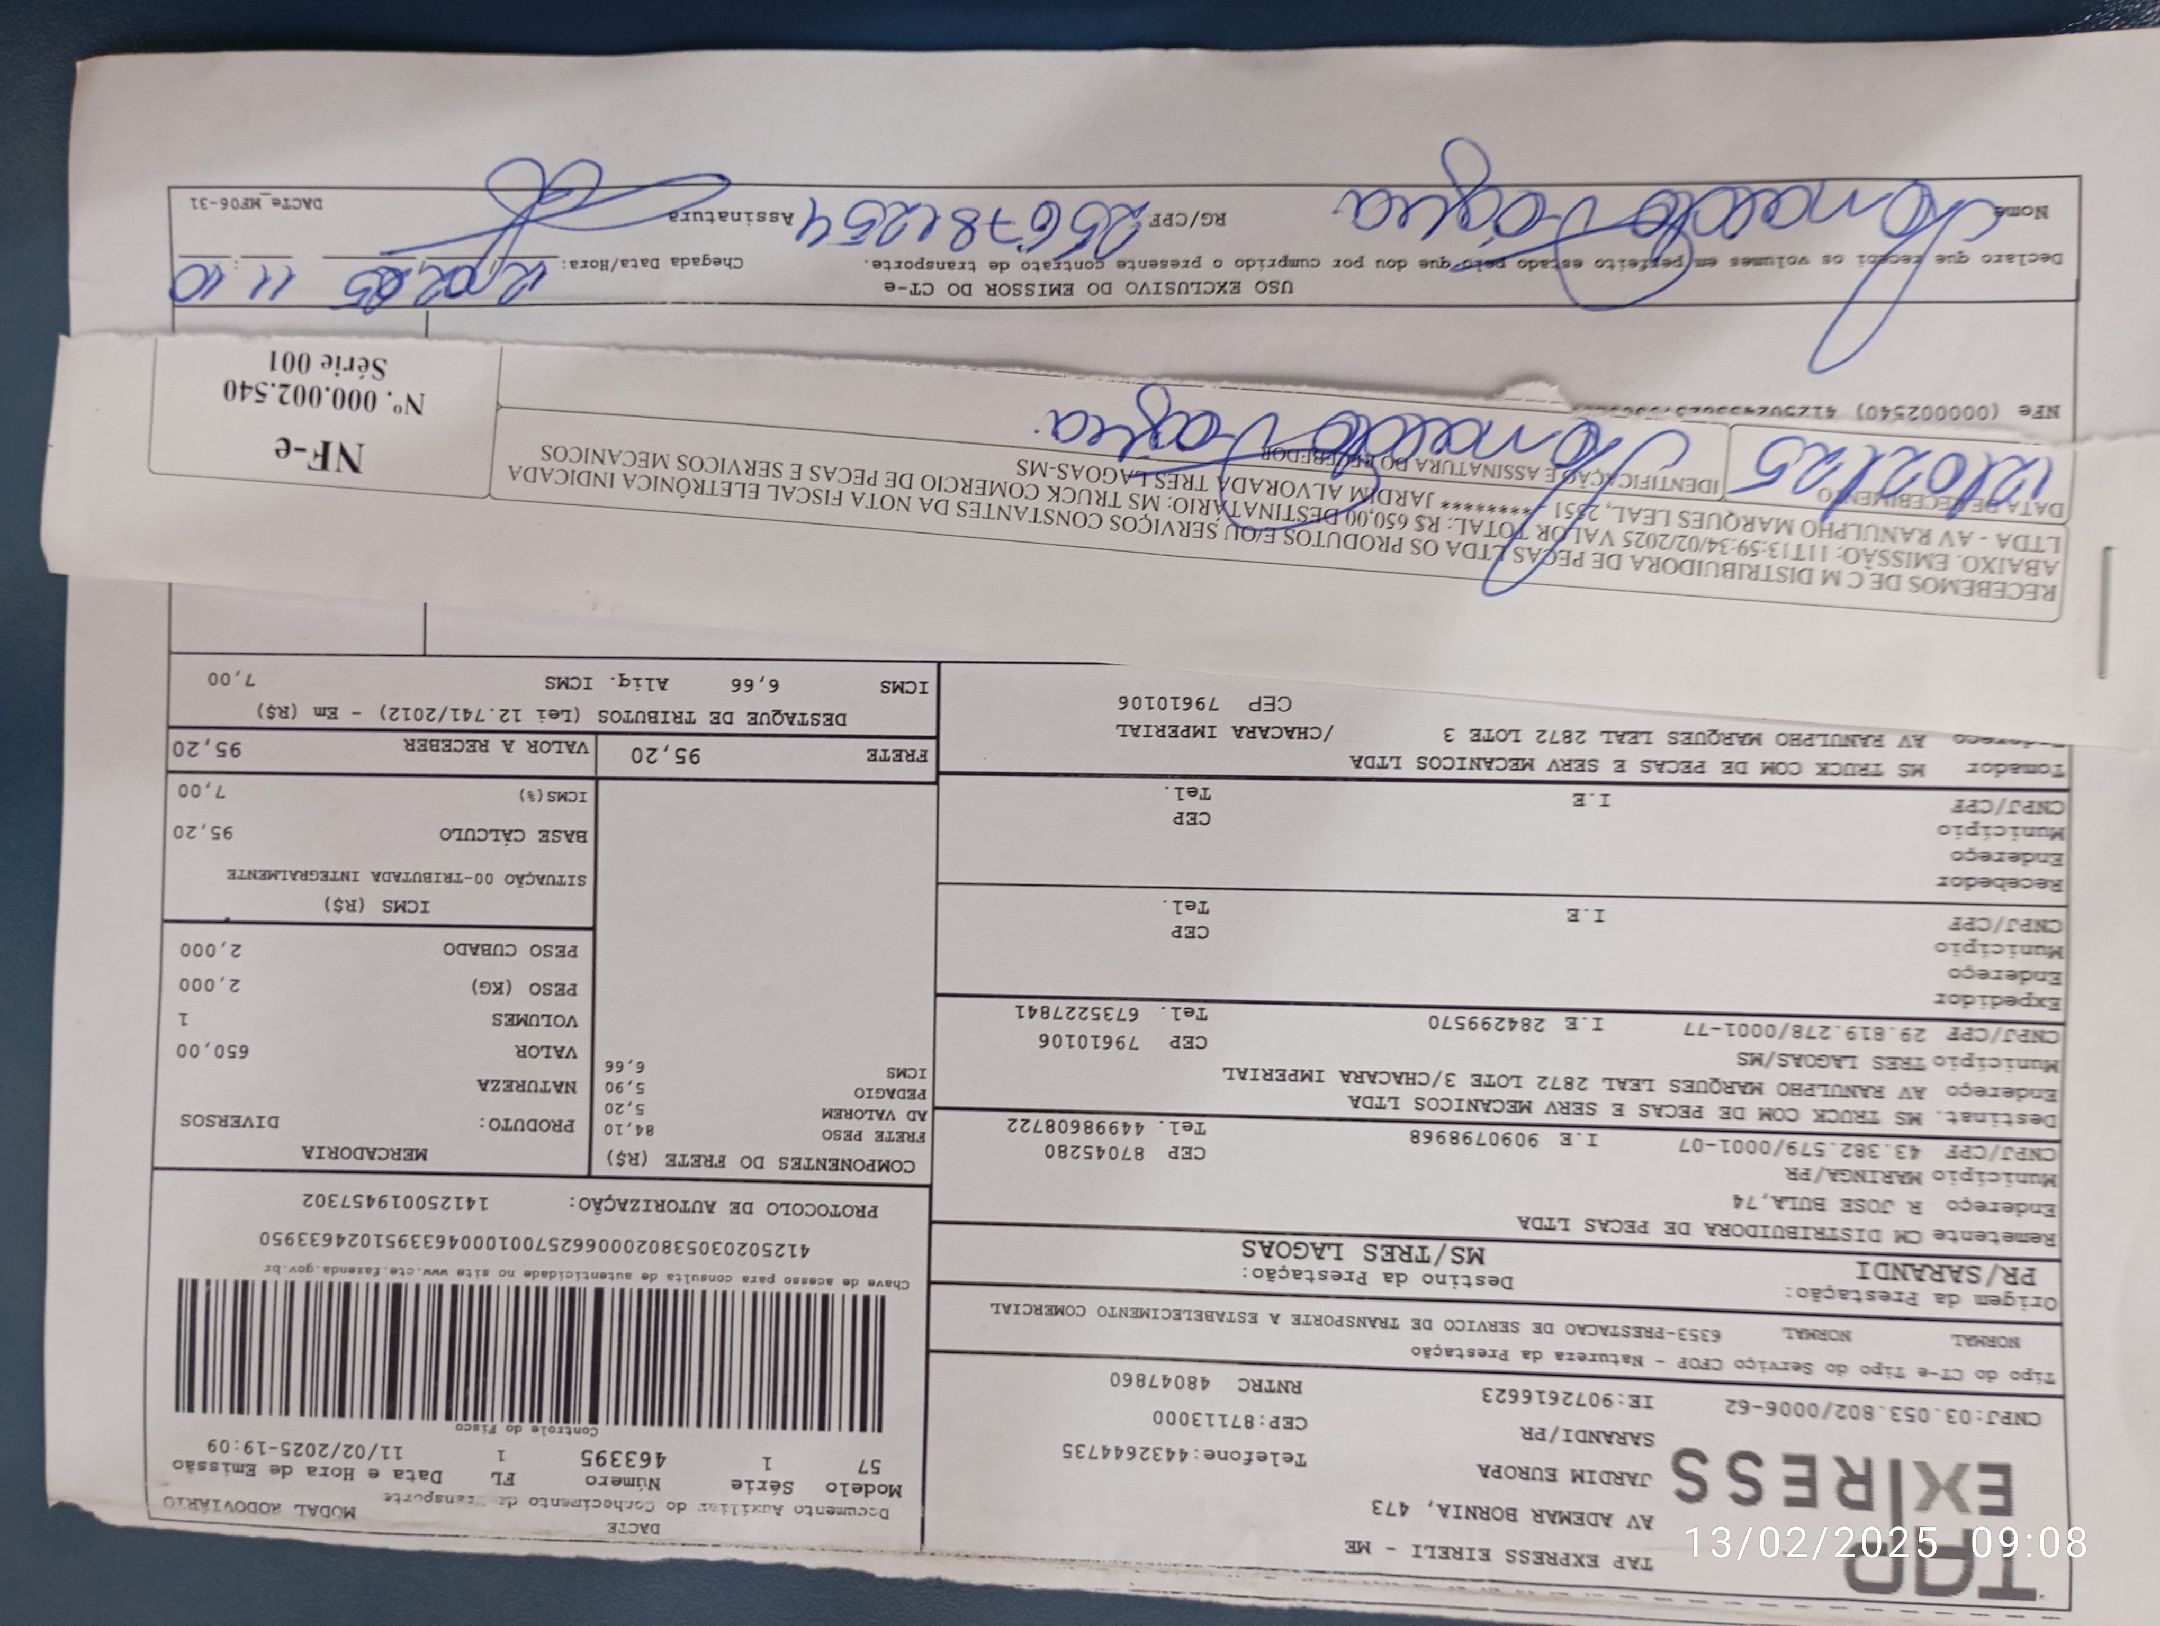 TAP EXPRESS
TAP EXPRESS EIRELI - ME
AV ADEMAR BORNIA, 473
JARDIM EUROPA
SARANDI/PR
Telefone:4432644735
CEP:87113000
CNPJ:03.053.802/0006-62 IE:9072616623 RNTRC 48047860
DACTE
Documento Auxiliar do Conhecimento de Transporte
MODAL RODOVIÁRIO
Modelo Série Número FL Data e Hora de Emissão
57 1 463395 1 11/02/2025-19:09
Controle do Fisco
Chave de acesso para consulta de autenticidade no site www.cte.fazenda.gov.br
41250203053802000662570010004633951024633950
PROTOCOLO DE AUTORIZAÇÃO: 141250019457302
Tipo do CT-e Tipo do Serviço CFOP - Natureza da Prestação
NORMAL NORMAL 6353-PRESTACAO DE SERVICO DE TRANSPORTE A ESTABELECIMENTO COMERCIAL
Origem da Prestação: Destino da Prestação:
PR/SARANDI MS/TRES LAGOAS
Remetente CM DISTRIBUIDORA DE PECAS LTDA
Endereço R JOSE BULA,74
Município MARINGA/PR CEP 87045280
CNPJ/CPF 43.382.579/0001-07 I.E 9090798968 Tel. 44998608722
Destinat. MS TRUCK COM DE PECAS E SERV MECANICOS LTDA
Endereço AV RANULPHO MARQUES LEAL 2872 LOTE 3/CHACARA IMPERIAL
Município TRES LAGOAS/MS CEP 79610106
CNPJ/CPF 29.819.278/0001-77 I.E 284299570 Tel. 6735227841
Expedidor
Endereço
Município CEP
CNPJ/CPF I.E Tel.
Recebedor
Endereço
Município CEP
CNPJ/CPF I.E Tel.
Tomador MS TRUCK COM DE PECAS E SERV MECANICOS LTDA
Endereço AV RANULPHO MARQUES LEAL 2872 LOTE 3 /CHACARA IMPERIAL
CEP 79610106
COMPONENTES DO FRETE (R$)
FRETE PESO 84,10
AD VALOREM 5,20
PEDAGIO 5,90
ICMS 6,66
MERCADORIA
PRODUTO: DIVERSOS
NATUREZA
VALOR 650,00
VOLUMES 1
PESO (KG) 2,000
PESO CUBADO 2,000
ICMS (R$)
SITUAÇÃO 00-TRIBUTADA INTEGRALMENTE
BASE CÁLCULO 95,20
ICMS(%) 7,00
FRETE 95,20 VALOR A RECEBER 95,20
DESTAQUE DE TRIBUTOS (Lei 12.741/2012) - Em (R$)
ICMS 6,66 Aliq. ICMS 7,00
RECEBEMOS DE C M DISTRIBUIDORA DE PECAS LTDA OS PRODUTOS E/OU SERVIÇOS CONSTANTES DA NOTA FISCAL ELETRÔNICA INDICADA
ABAIXO. EMISSÃO: 11T13:59:34/02/2025 VALOR TOTAL: R$ 650,00 DESTINATÁRIO: MS TRUCK COMERCIO DE PECAS E SERVICOS MECANICOS
LTDA - AV RANULPHO MARQUES LEAL, 2551 - ********* JARDIM ALVORADA TRES LAGOAS-MS
DATA DE RECEBIMENTO IDENTIFICAÇÃO E ASSINATURA DO RECEBEDOR
12/02/25
NF-e
Nº. 000.002.540
Série 001
NFe (000002540)
USO EXCLUSIVO DO EMISSOR DO CT-e
Declaro que recebi os volumes em perfeito estado pelo que dou por cumprido o presente contrato de transporte. Chegada Data/Hora: 12,02,25 11:10
Nome RG/CPF Assinatura
DACTe_MF06-31
13/02/2025 09:08